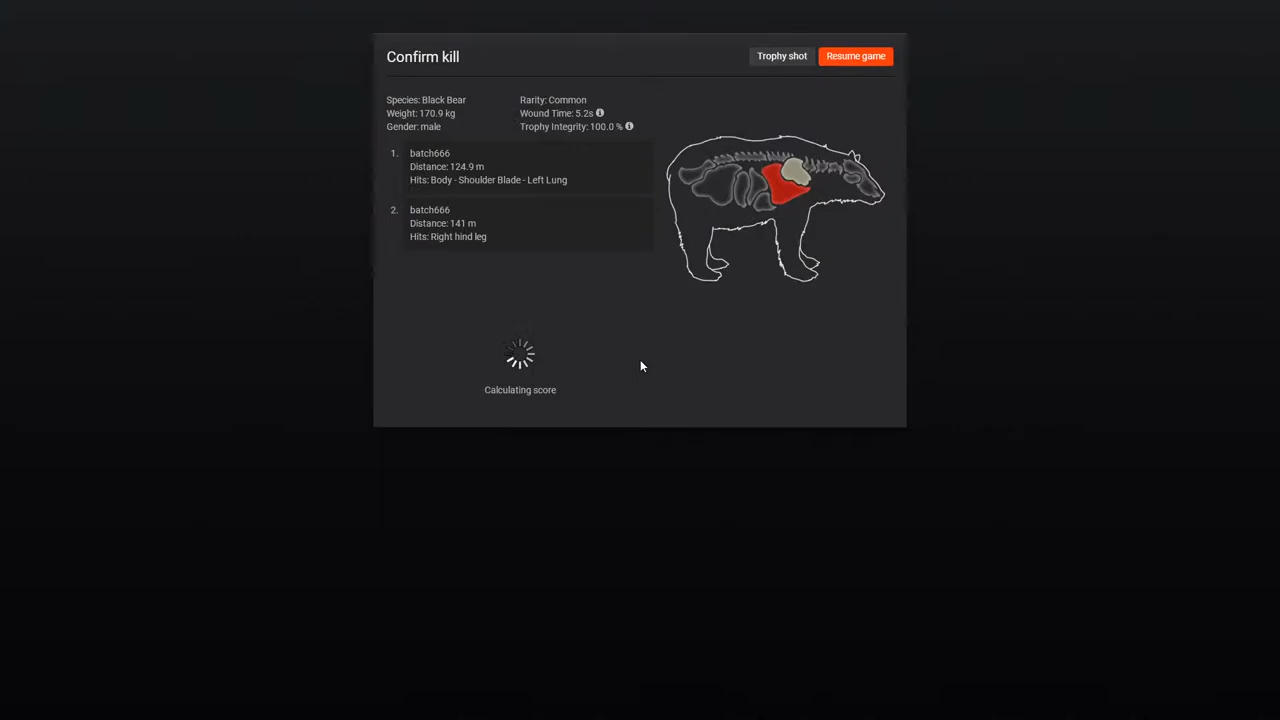 Confirm kill
Trophy shot
Resume game
Species: Black Bear
Weight: 170.9 kg
Gender: male
Rarity: Common
Wound Time: 5.2s
Trophy Integrity: 100.0 %
1.
batch666
Distance: 124.9 m
Hits: Body - Shoulder Blade - Left Lung
2.
batch666
Distance: 141 m
Hits: Right hind leg
Calculating score